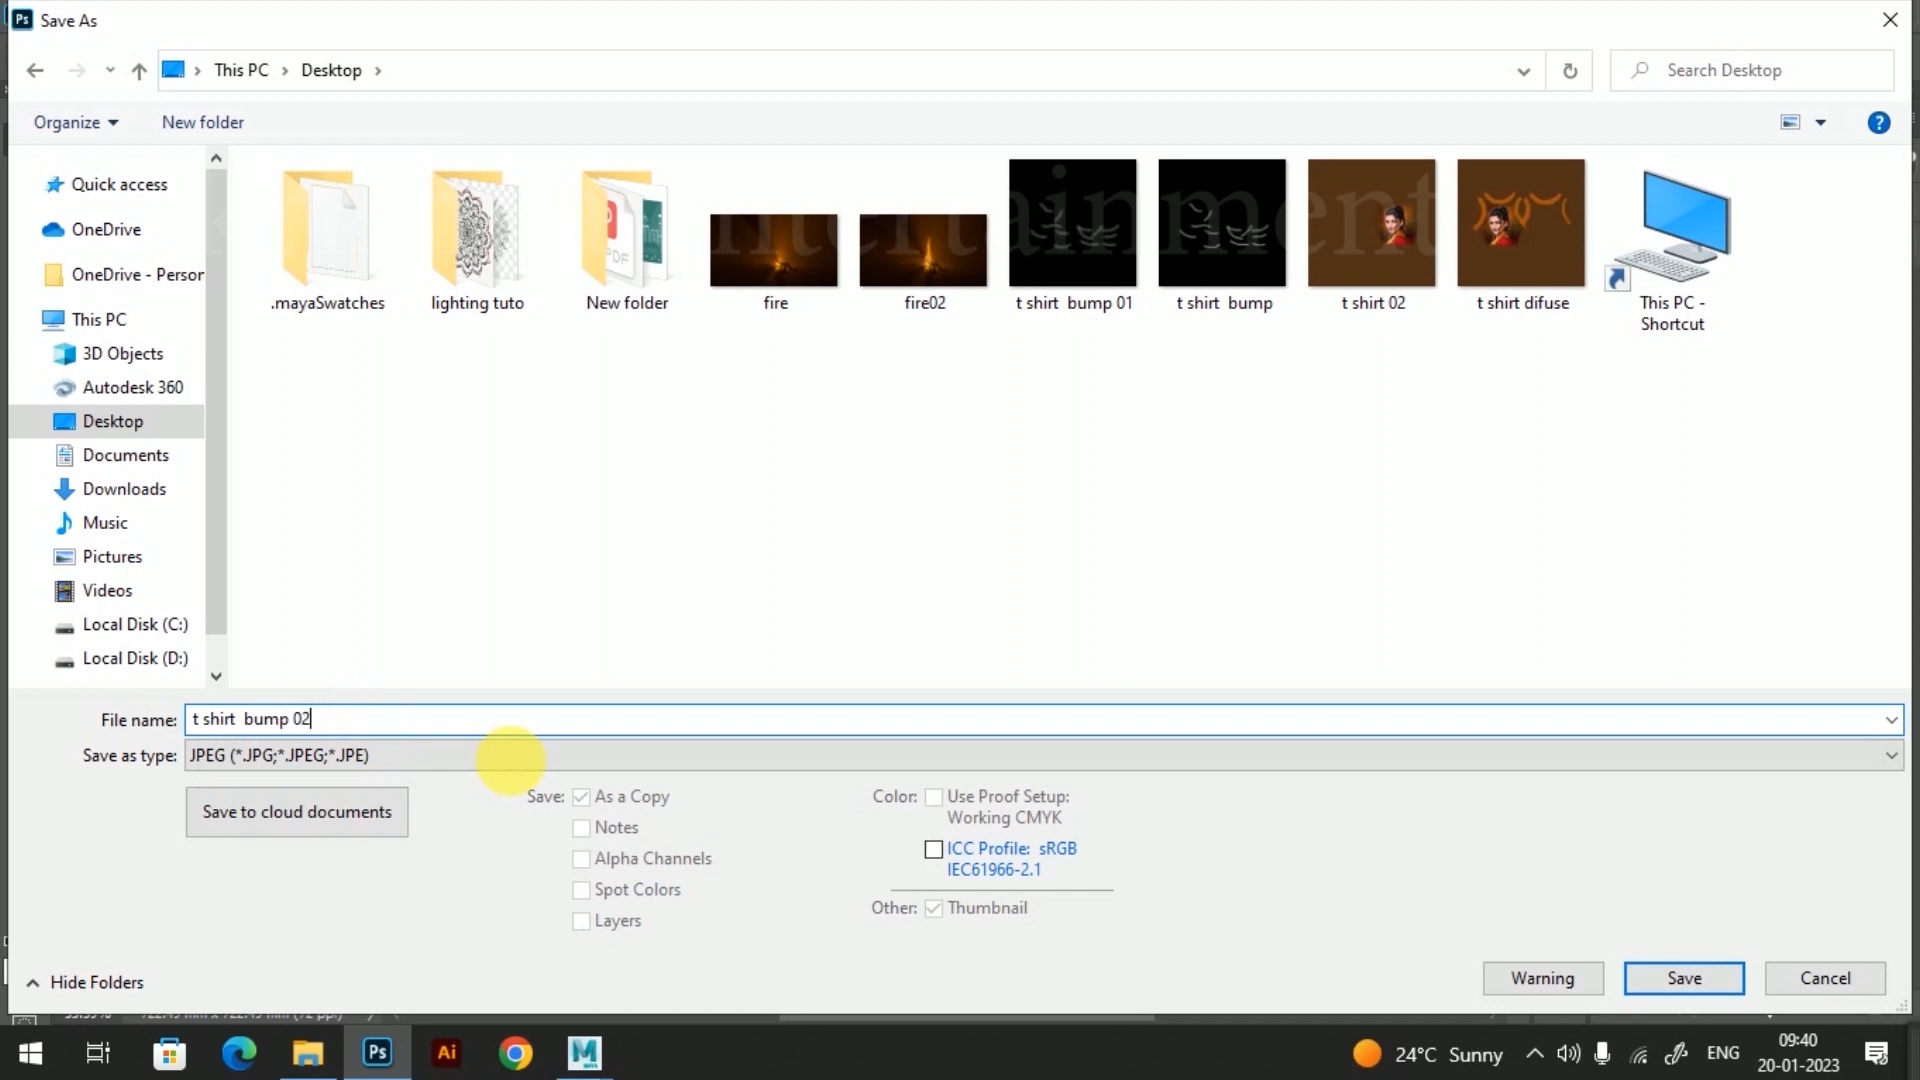 Ps Save As
This PC > Desktop >
Search Desktop
Organize
New folder
?
Quick access
OneDrive
OneDrive - Person
This PC
3D Objects
Autodesk 360
Desktop
Documents
Downloads
Music
Pictures
Videos
Local Disk (C:)
Local Disk (D:)
.mayaSwatches
lighting tuto
New folder
fire
fire02
t shirt  bump 01
t shirt  bump
t shirt 02
t shirt difuse
This PC -
Shortcut
File name: t shirt  bump 02
Save as type: JPEG (*.JPG;*.JPEG;*.JPE)
Save to cloud documents
Save: As a Copy
Notes
Alpha Channels
Spot Colors
Layers
Color: Use Proof Setup:
Working CMYK
ICC Profile:  sRGB
IEC61966-2.1
Other: Thumbnail
Hide Folders
Warning
Save
Cancel
Ps
Ai
M
24°C Sunny
ENG
09:40
20-01-2023